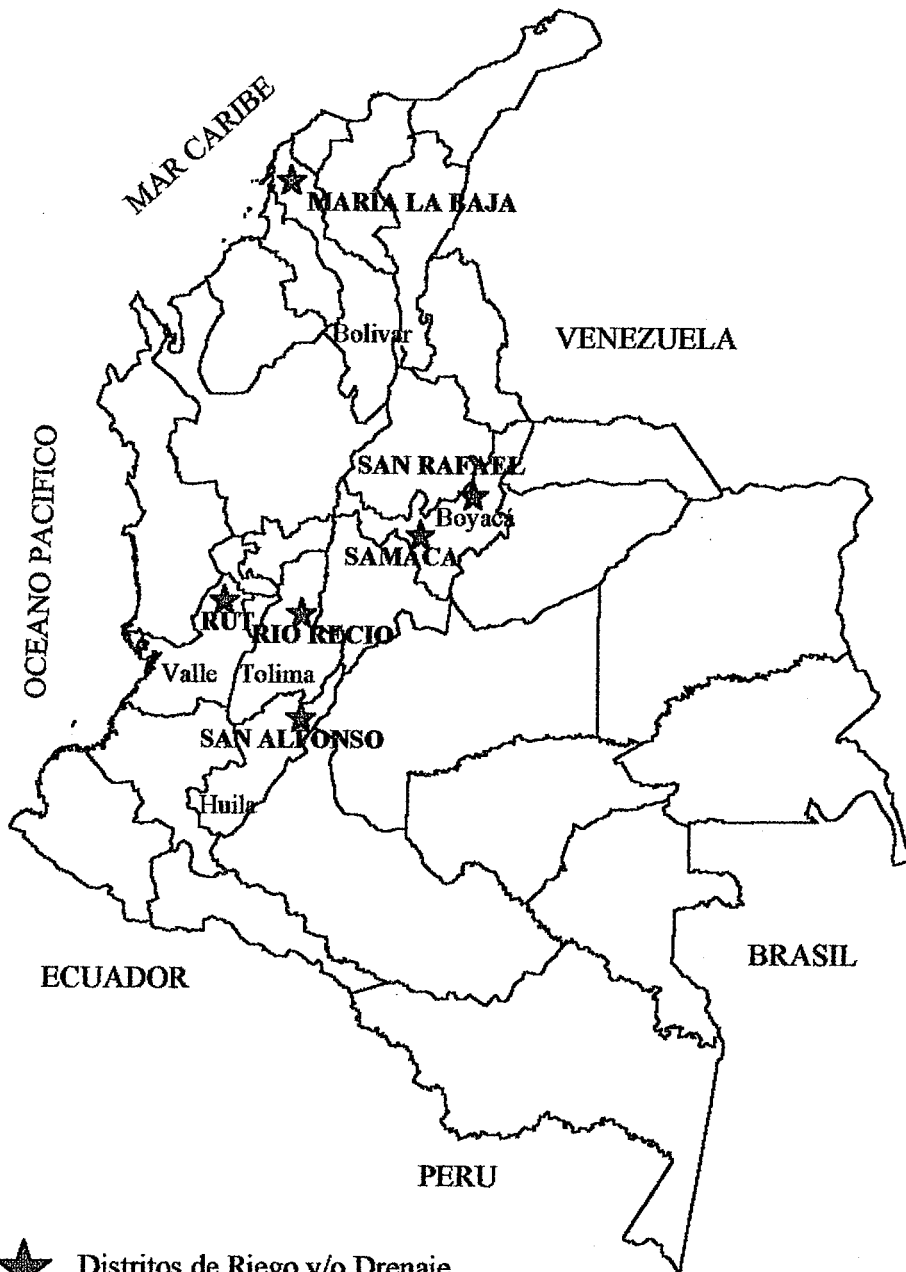 MAR CARIBE
MARÍA LA BAJA
Bolivar
VENEZUELA
OCEANO PACIFICO
SAN RAFAEL
Boyacá
SAMACA
RUT
RIO RECIO
Valle
Tolima
SAN ALFONSO
Huila
ECUADOR
BRASIL
PERU
Distritos de Riego y/o Drenaje